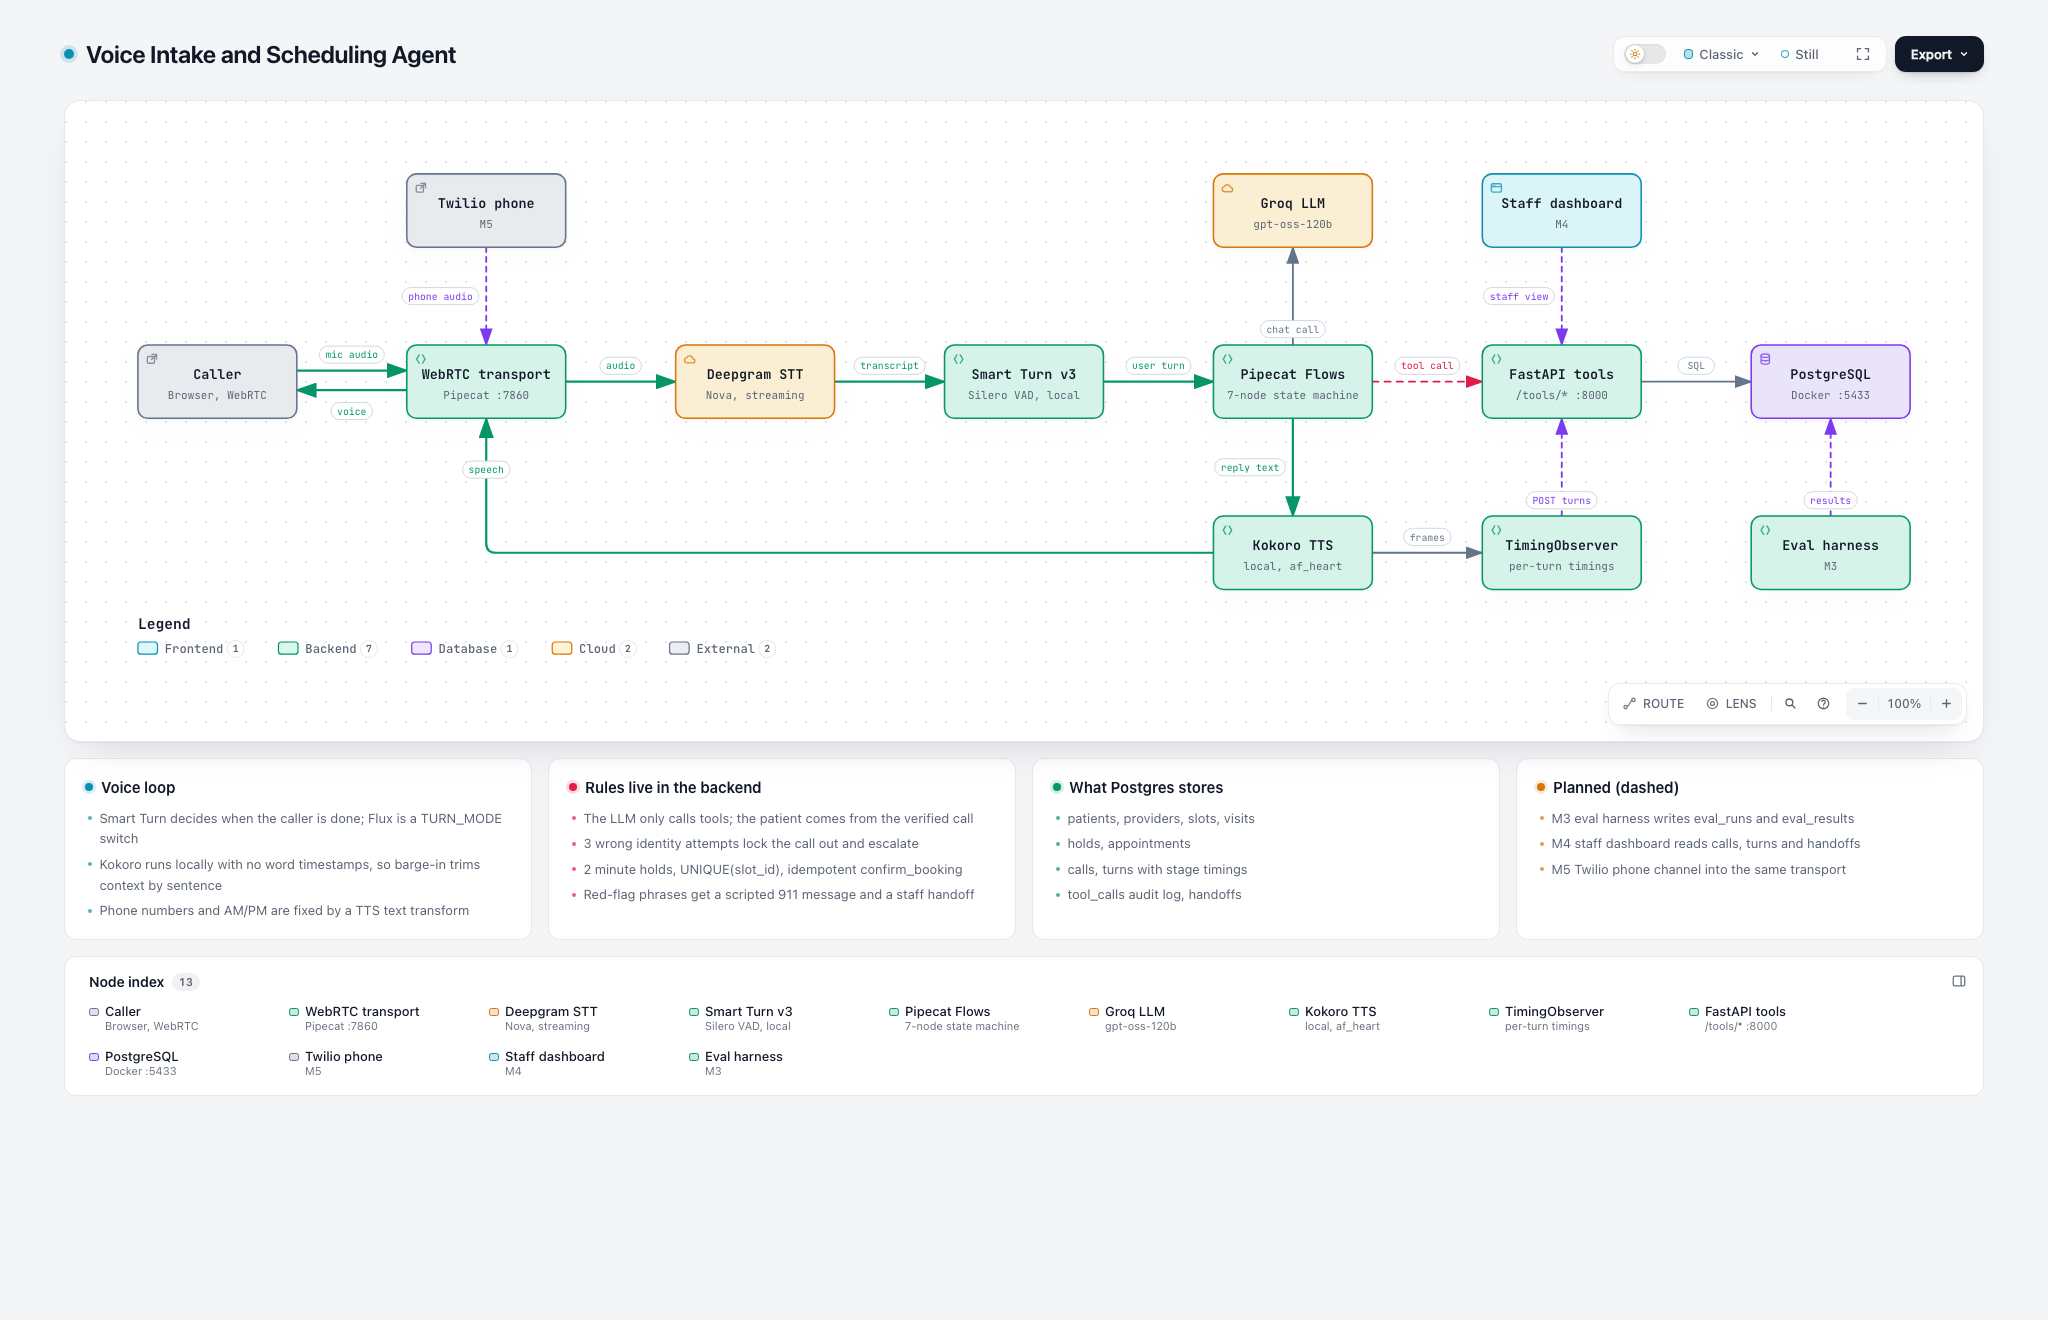 Voice Intake and Scheduling Agent
Classic
Still
Export
Twilio phone
M5
Groq LLM
gpt-oss-120b
Staff dashboard
M4
phone audio
staff view
chat call
Caller
Browser, WebRTC
mic audio
voice
WebRTC transport
Pipecat :7860
audio
Deepgram STT
Nova, streaming
transcript
Smart Turn v3
Silero VAD, local
user turn
Pipecat Flows
7-node state machine
tool call
FastAPI tools
/tools/* :8000
SQL
PostgreSQL
Docker :5433
speech
reply text
POST turns
results
Kokoro TTS
local, af_heart
frames
TimingObserver
per-turn timings
Eval harness
M3
Legend
Frontend 1
Backend 7
Database 1
Cloud 2
External 2
ROUTE
LENS
100%
Voice loop
Smart Turn decides when the caller is done; Flux is a TURN_MODE
switch
Kokoro runs locally with no word timestamps, so barge-in trims
context by sentence
Phone numbers and AM/PM are fixed by a TTS text transform
Rules live in the backend
The LLM only calls tools; the patient comes from the verified call
3 wrong identity attempts lock the call out and escalate
2 minute holds, UNIQUE(slot_id), idempotent confirm_booking
Red-flag phrases get a scripted 911 message and a staff handoff
What Postgres stores
patients, providers, slots, visits
holds, appointments
calls, turns with stage timings
tool_calls audit log, handoffs
Planned (dashed)
M3 eval harness writes eval_runs and eval_results
M4 staff dashboard reads calls, turns and handoffs
M5 Twilio phone channel into the same transport
Node index 13
Caller
Browser, WebRTC
WebRTC transport
Pipecat :7860
Deepgram STT
Nova, streaming
Smart Turn v3
Silero VAD, local
Pipecat Flows
7-node state machine
Groq LLM
gpt-oss-120b
Kokoro TTS
local, af_heart
TimingObserver
per-turn timings
FastAPI tools
/tools/* :8000
PostgreSQL
Docker :5433
Twilio phone
M5
Staff dashboard
M4
Eval harness
M3